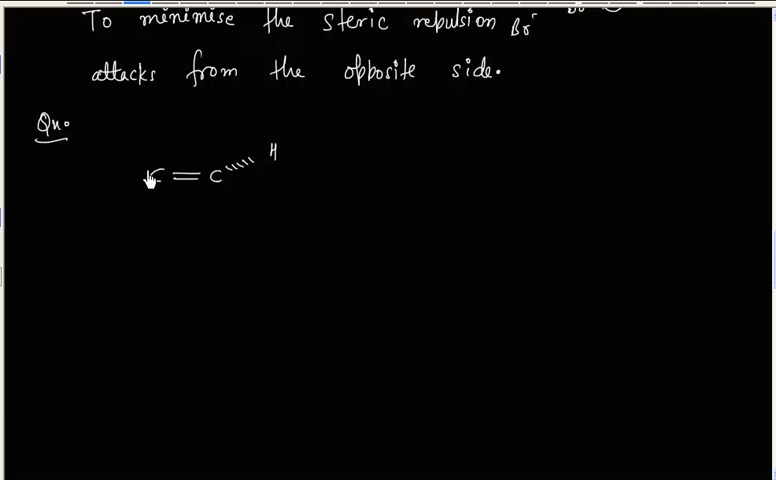 To minimise the steric repulsion Br⁻
attacks from the opposite side.
Qn.
H
C = C